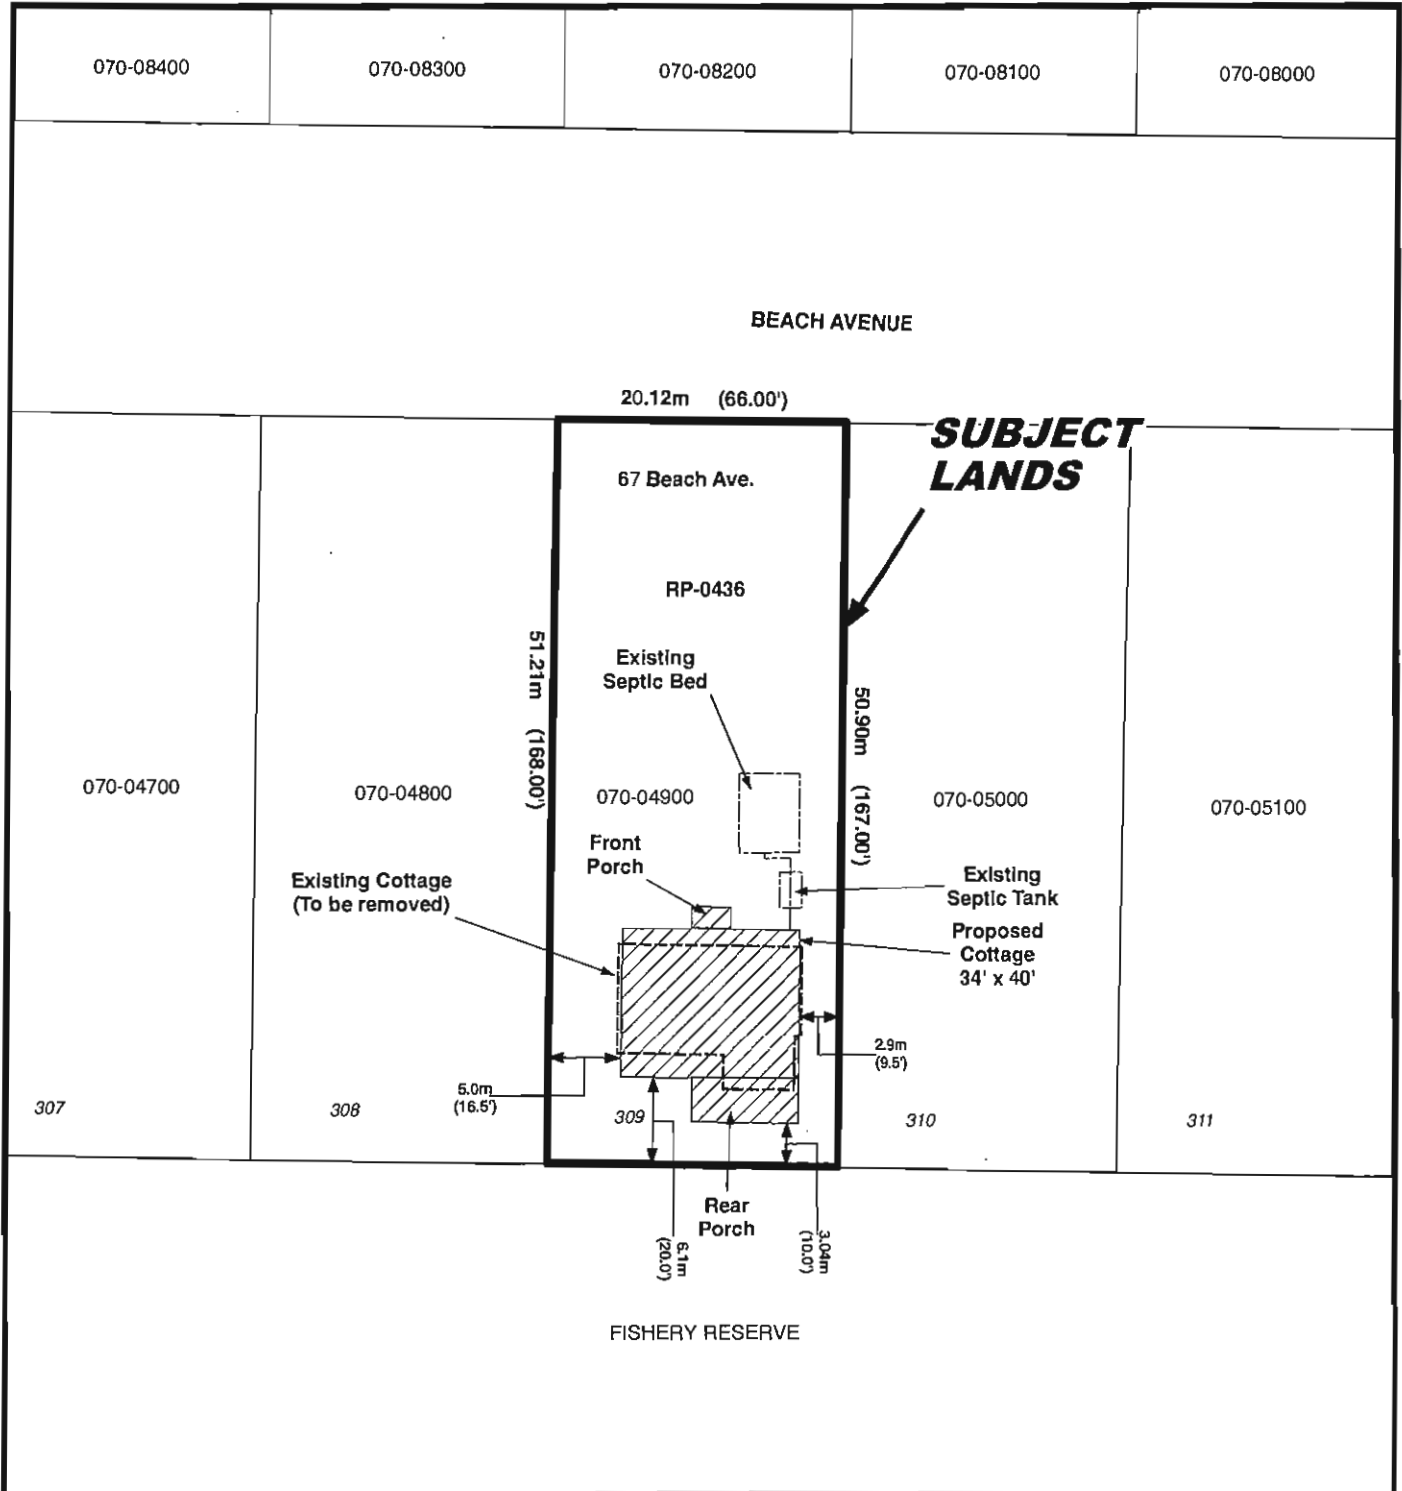 070-08400
070-08300
070-08200
070-08100
070-08000
BEACH AVENUE
20.12m (66.00')
SUBJECT
LANDS
67 Beach Ave.
RP-0436
51.21m (168.00')
50.90m (167.00')
Existing
Septic Bed
070-04700
070-04800
070-04900
070-05000
070-05100
Front
Porch
Existing Cottage
(To be removed)
Existing
Septic Tank
Proposed
Cottage
34' x 40'
2.9m
(9.5')
5.0m
(16.5')
307
308
309
310
311
Rear
Porch
6.1m
(20.0')
3.04m
(10.0')
FISHERY RESERVE